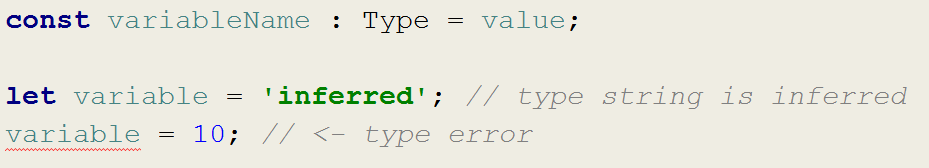 const variableName : Type = value;
let variable = 'inferred'; // type string is inferred
variable = 10; // <- type error